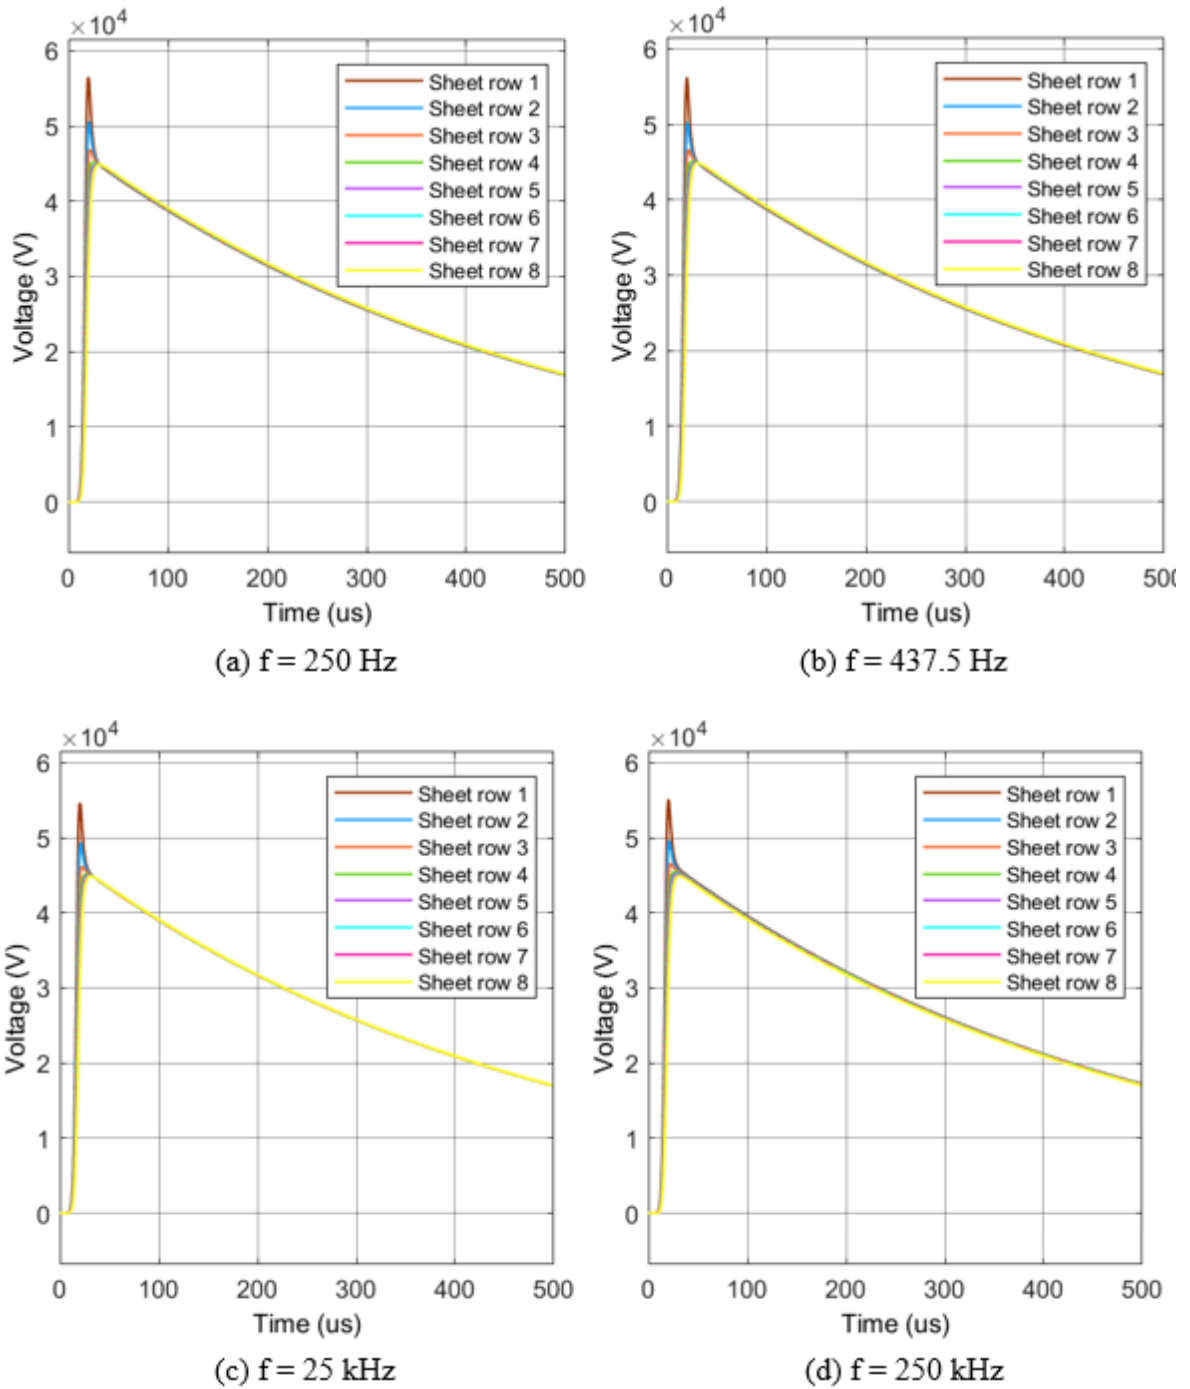 ×10⁴
6
5
4
3
2
1
0
Voltage (V)
Sheet row 1
Sheet row 2
Sheet row 3
Sheet row 4
Sheet row 5
Sheet row 6
Sheet row 7
Sheet row 8
0 100 200 300 400 500
Time (us)
(a) f = 250 Hz
×10⁴
6
5
4
3
2
1
0
Voltage (V)
Sheet row 1
Sheet row 2
Sheet row 3
Sheet row 4
Sheet row 5
Sheet row 6
Sheet row 7
Sheet row 8
0 100 200 300 400 500
Time (us)
(b) f = 437.5 Hz
×10⁴
6
5
4
3
2
1
0
Voltage (V)
Sheet row 1
Sheet row 2
Sheet row 3
Sheet row 4
Sheet row 5
Sheet row 6
Sheet row 7
Sheet row 8
0 100 200 300 400 500
Time (us)
(c) f = 25 kHz
×10⁴
6
5
4
3
2
1
0
Voltage (V)
Sheet row 1
Sheet row 2
Sheet row 3
Sheet row 4
Sheet row 5
Sheet row 6
Sheet row 7
Sheet row 8
0 100 200 300 400 500
Time (us)
(d) f = 250 kHz